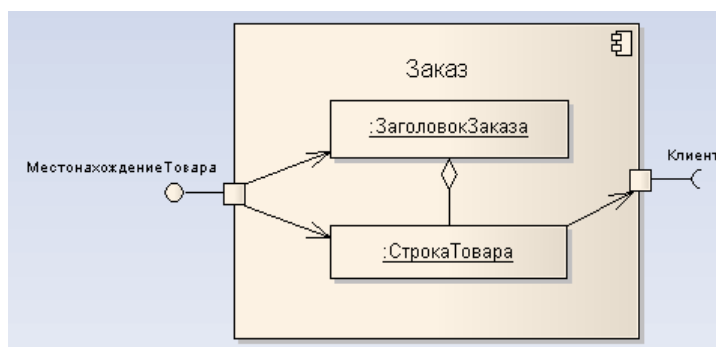 Заказ
:ЗаголовокЗаказа
МестонахождениеТовара
Клиент
:СтрокаТовара